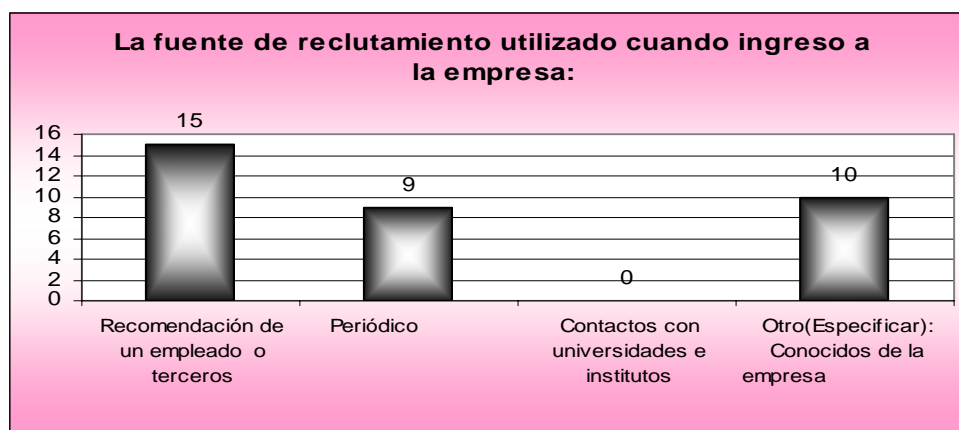 La fuente de reclutamiento utilizado cuando ingreso a
la empresa:
16
14
12
10
8
6
4
2
0
15
9
0
10
Recomendación de
un empleado o
terceros
Periódico
Contactos con
universidades e
institutos
Otro(Especificar):
Conocidos de la
empresa